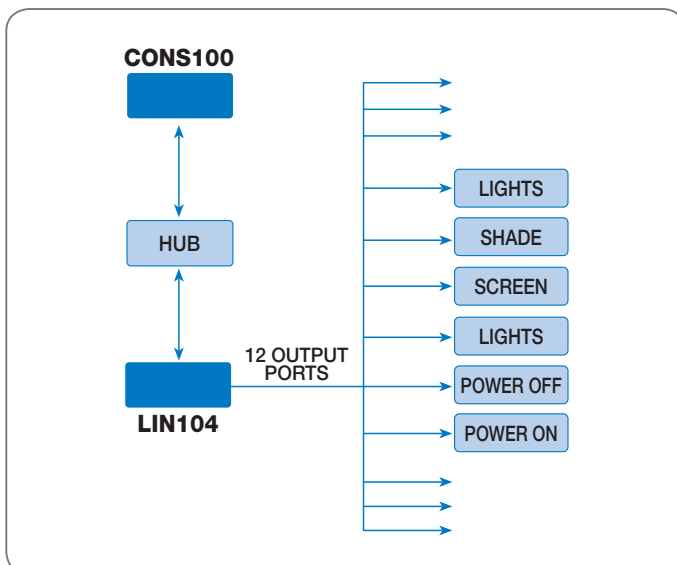 CONS100
HUB
LIN104
12 OUTPUT
PORTS
LIGHTS
SHADE
SCREEN
LIGHTS
POWER OFF
POWER ON